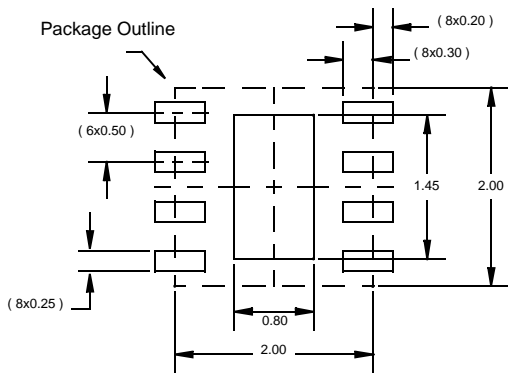 ( 8x0.20 )
Package Outline
( 8x0.30 )
( 6x0.50 )
1.45
2.00
( 8x0.25 )
0.80
2.00